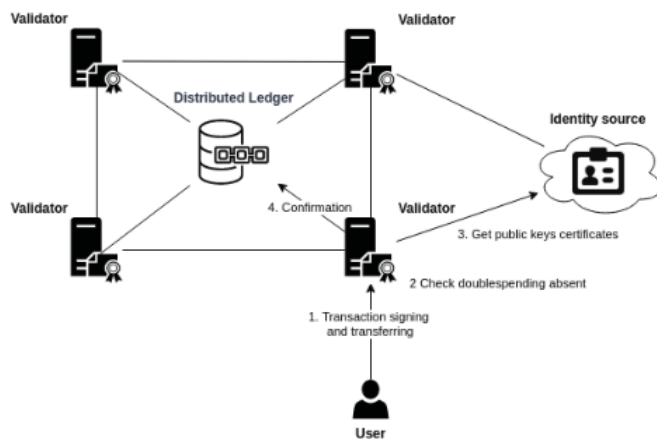 Validator
Validator
Distributed Ledger
Identity source
Validator
4. Confirmation
Validator
3. Get public keys certificates
2 Check doublespending absent
1. Transaction signing
and transferring
User